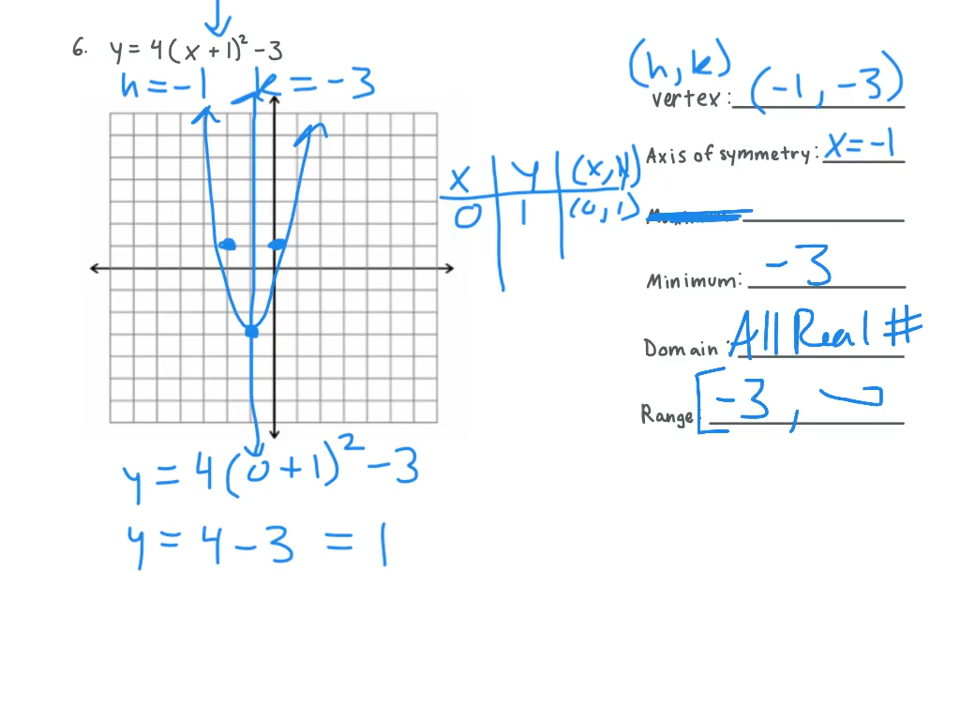 6. y = 4(x + 1)² - 3
h = -1 k = -3
(h, k)
vertex: (-1, -3)
Axis of symmetry: x = -1
x y (x, y)
0 1 (0, 1)
Minimum: -3
Domain: All Real #
Range [-3,
y = 4(0 + 1)² - 3
y = 4 - 3 = 1